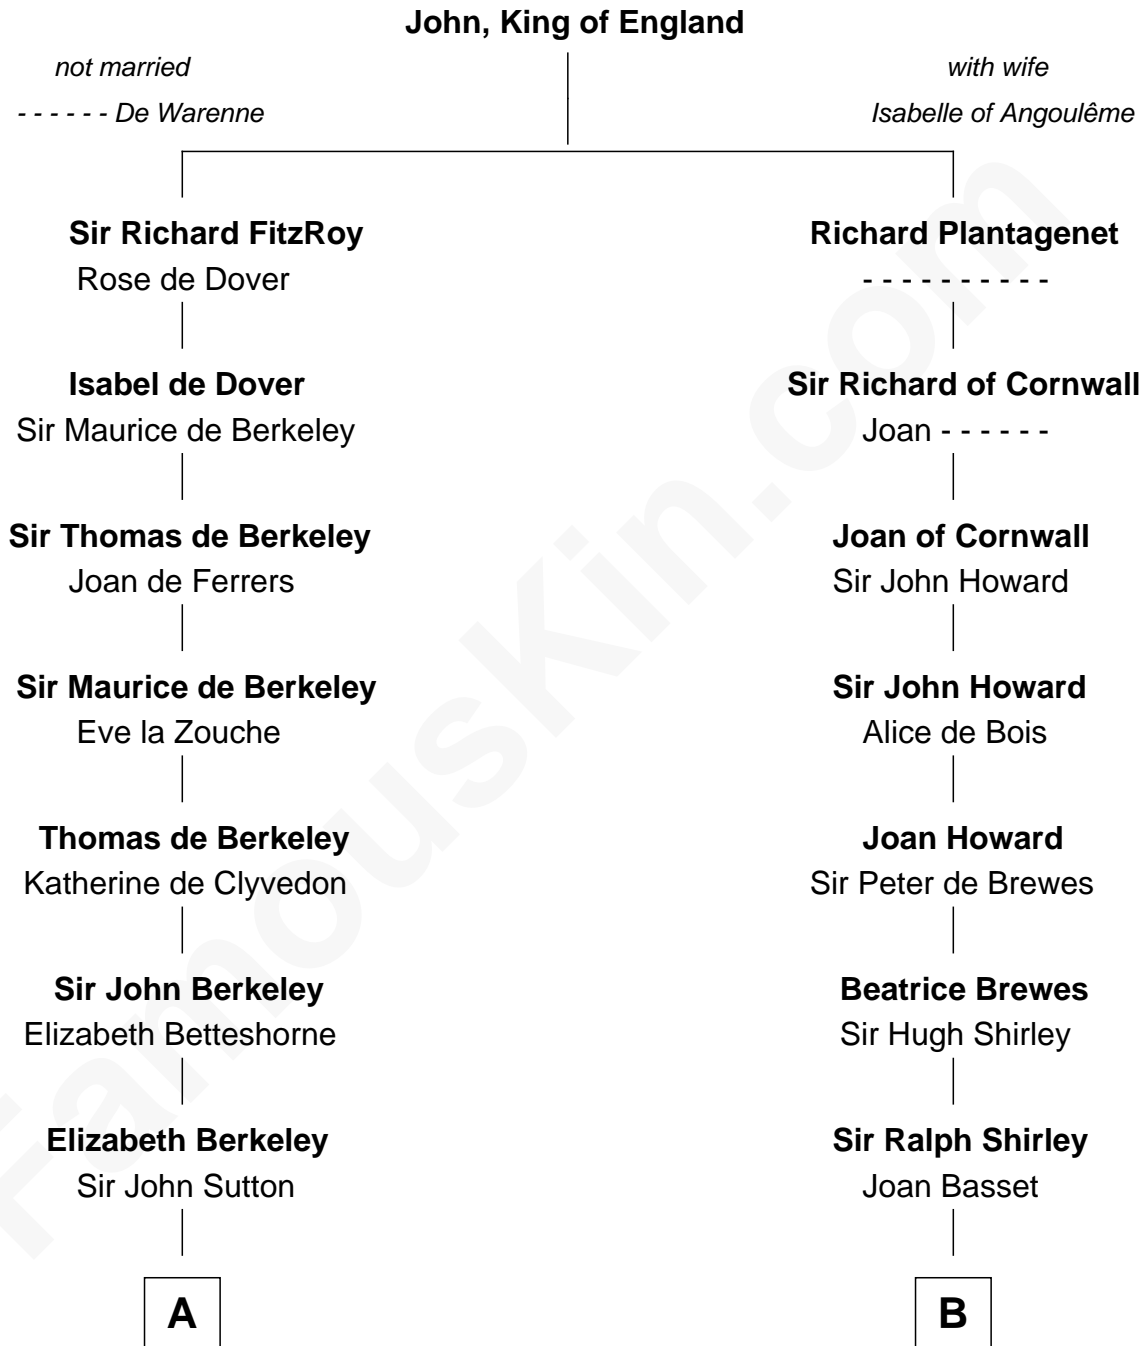 John, King of England
not married
with wife
- - - - - - De Warenne
Isabelle of Angoulême
Sir Richard FitzRoy
Richard Plantagenet
Rose de Dover
- - - - - - - - - -
Isabel de Dover
Sir Richard of Cornwall
Sir Maurice de Berkeley
Joan - - - - - -
Sir Thomas de Berkeley
Joan of Cornwall
Joan de Ferrers
Sir John Howard
Sir Maurice de Berkeley
Sir John Howard
Eve la Zouche
Alice de Bois
Thomas de Berkeley
Joan Howard
Katherine de Clyvedon
Sir Peter de Brewes
Sir John Berkeley
Beatrice Brewes
Elizabeth Betteshorne
Sir Hugh Shirley
Elizabeth Berkeley
Sir Ralph Shirley
Sir John Sutton
Joan Basset
A
B
FamousKin.com